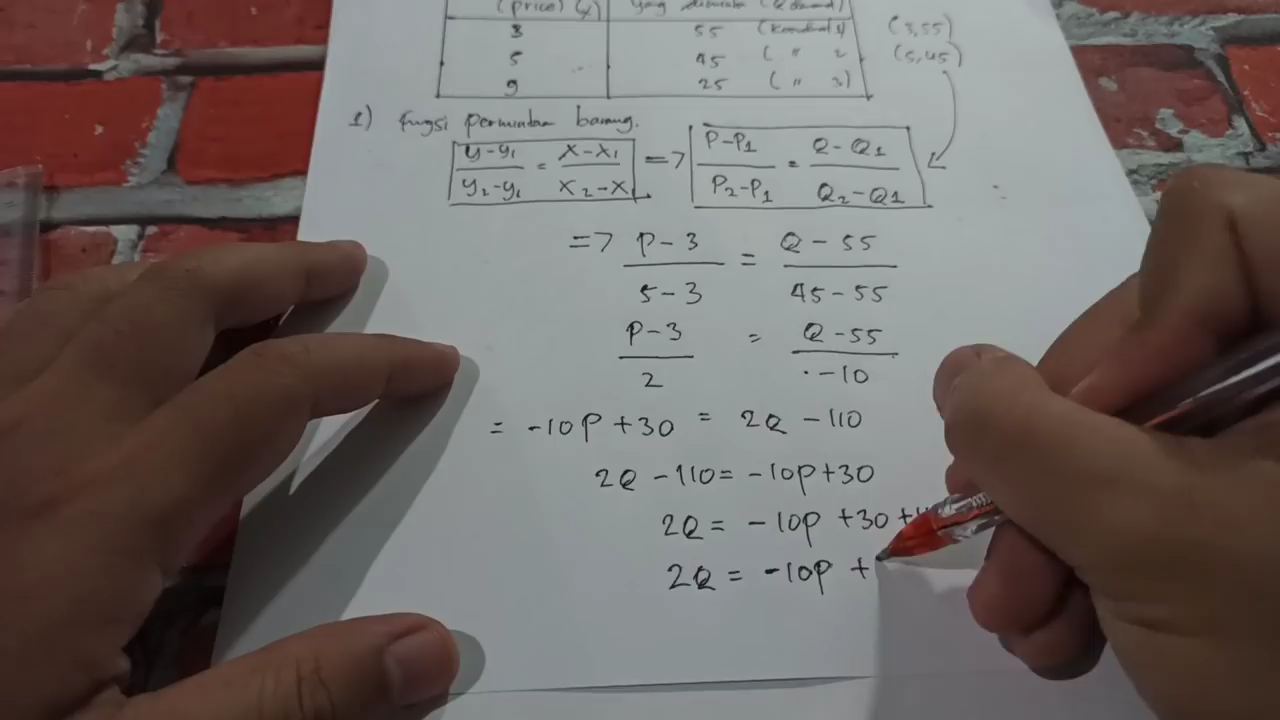 (price) (x) yang diminta (Q demand)
3 55 (Kondisi 1) (3,55)
5 45 ( " 2 (5,45)
9 25 ( " 3)
1) fungsi permintaan barang.
y-y1 / y2-y1 = x-x1 / x2-x => P-P1 / P2-P1 = Q-Q1 / Q2-Q1
=> P-3 / 5-3 = Q-55 / 45-55
P-3 / 2 = Q-55 / -10
= -10P +30 = 2Q -110
2Q -110 = -10P+30
2Q = -10P +30 +
2Q = -10P +